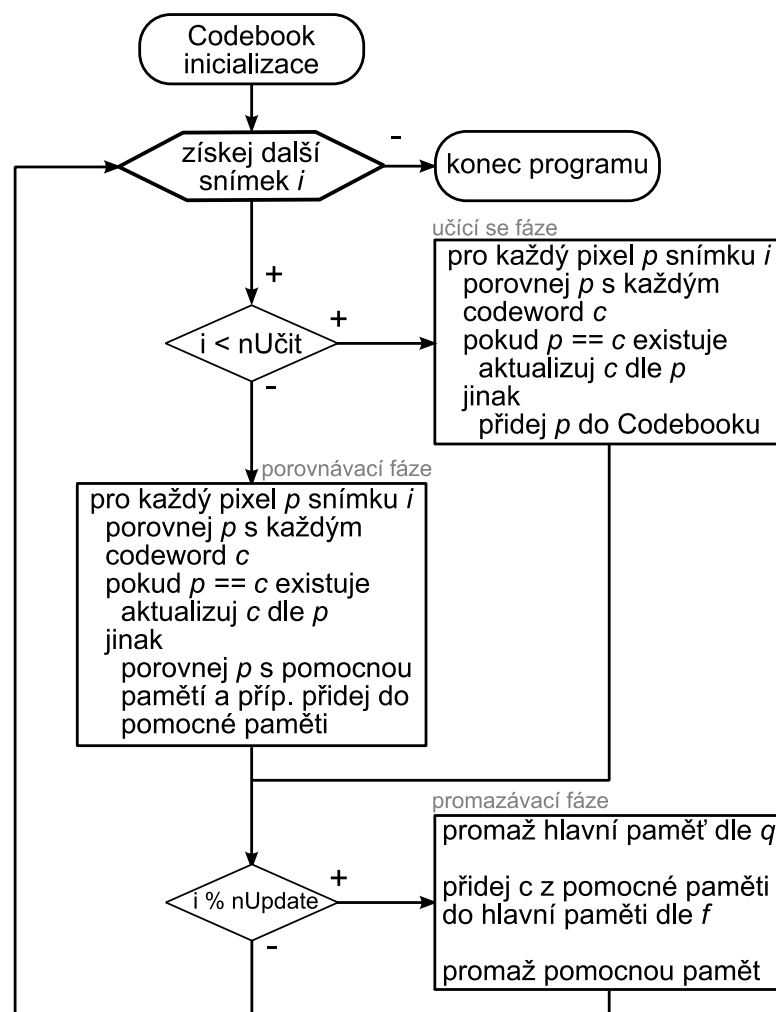 Codebook
inicializace
získej další
snímek i
-
konec programu
+
učící se fáze
pro každý pixel p snímku i
porovnej p s každým
codeword c
pokud p == c existuje
aktualizuj c dle p
jinak
přidej p do Codebooku
i < nUčit
+
-
porovnávací fáze
pro každý pixel p snímku i
porovnej p s každým
codeword c
pokud p == c existuje
aktualizuj c dle p
jinak
porovnej p s pomocnou
pamětí a příp. přidej do
pomocné paměti
promazávací fáze
i % nUpdate
+
-
promaž hlavní paměť dle q
přidej c z pomocné paměti
do hlavní paměti dle f
promaž pomocnou pamět